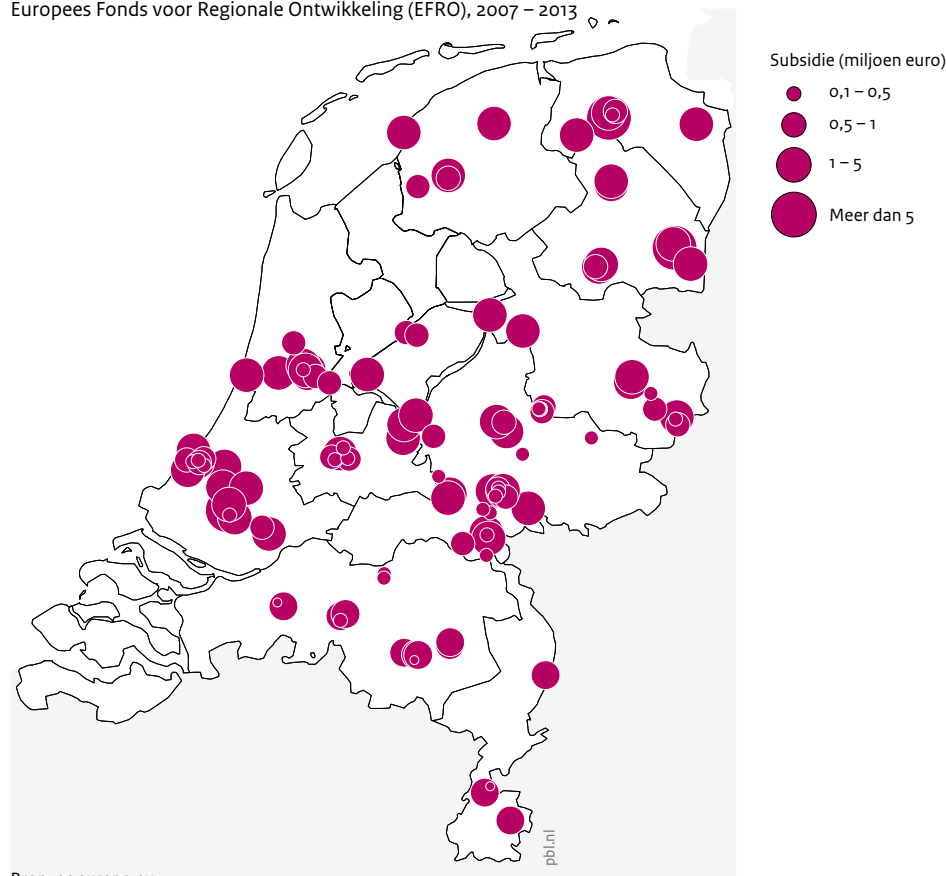 Europees Fonds voor Regionale Ontwikkeling (EFRO), 2007 – 2013
Subsidie (miljoen euro)
0,1 – 0,5
0,5 – 1
1 – 5
Meer dan 5
pbl.nl